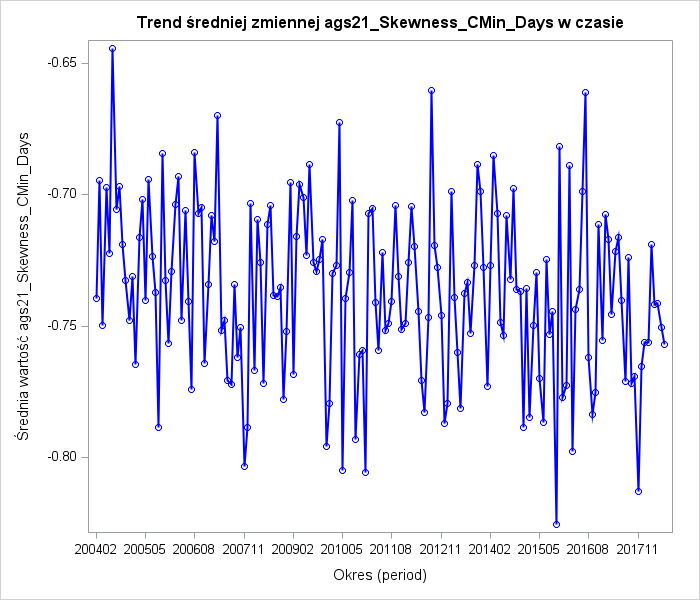 Trend średniej zmiennej ags21_Skewness_CMin_Days w czasie
Średnia wartość ags21_Skewness_CMin_Days
-0.65
-0.70
-0.75
-0.80
200402 200505 200608 200711 200902 201005 201108 201211 201402 201505 201608 201711
Okres (period)